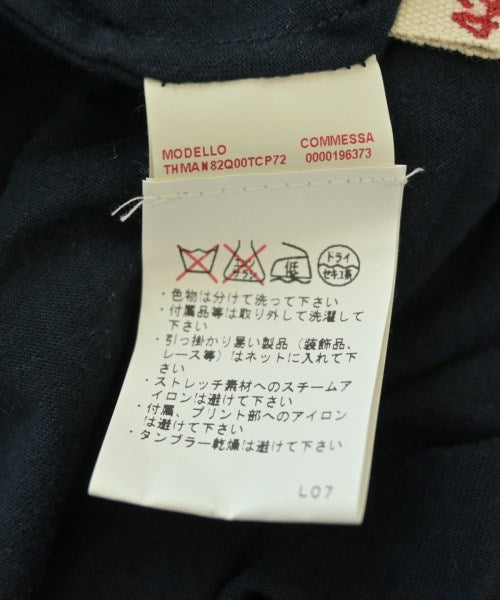 MODELLO COMMESSA
THMAN82Q00TCP72 0000196373
エンソ サラシ 低 ドライ セキユ系
・色物は分けて洗って下さい
・付属品等は取り外して洗濯して
下さい
・引っ掛かり易い製品（装飾品、
レース等）はネットに入れて下
さい
・ストレッチ素材へのスチームア
イロンは避けて下さい
・付属、プリント部へのアイロン
は避けて下さい
・タンブラー乾燥は避けて下さい
L07